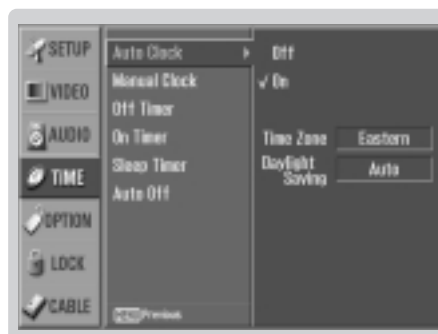 SETUP
VIDEO
AUDIO
TIME
OPTION
LOCK
CABLE
Auto Clock
Manual Clock
Off Timer
On Timer
Sleep Timer
Auto Off
Previous
Off
√ On
Time Zone Eastern
Daylight
Saving Auto